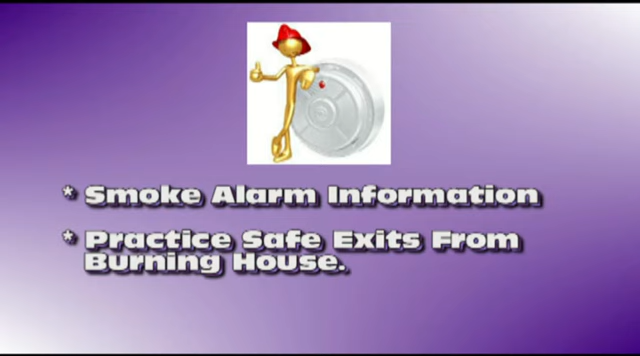 * Smoke Alarm Information
* Practice Safe Exits From
Burning House.